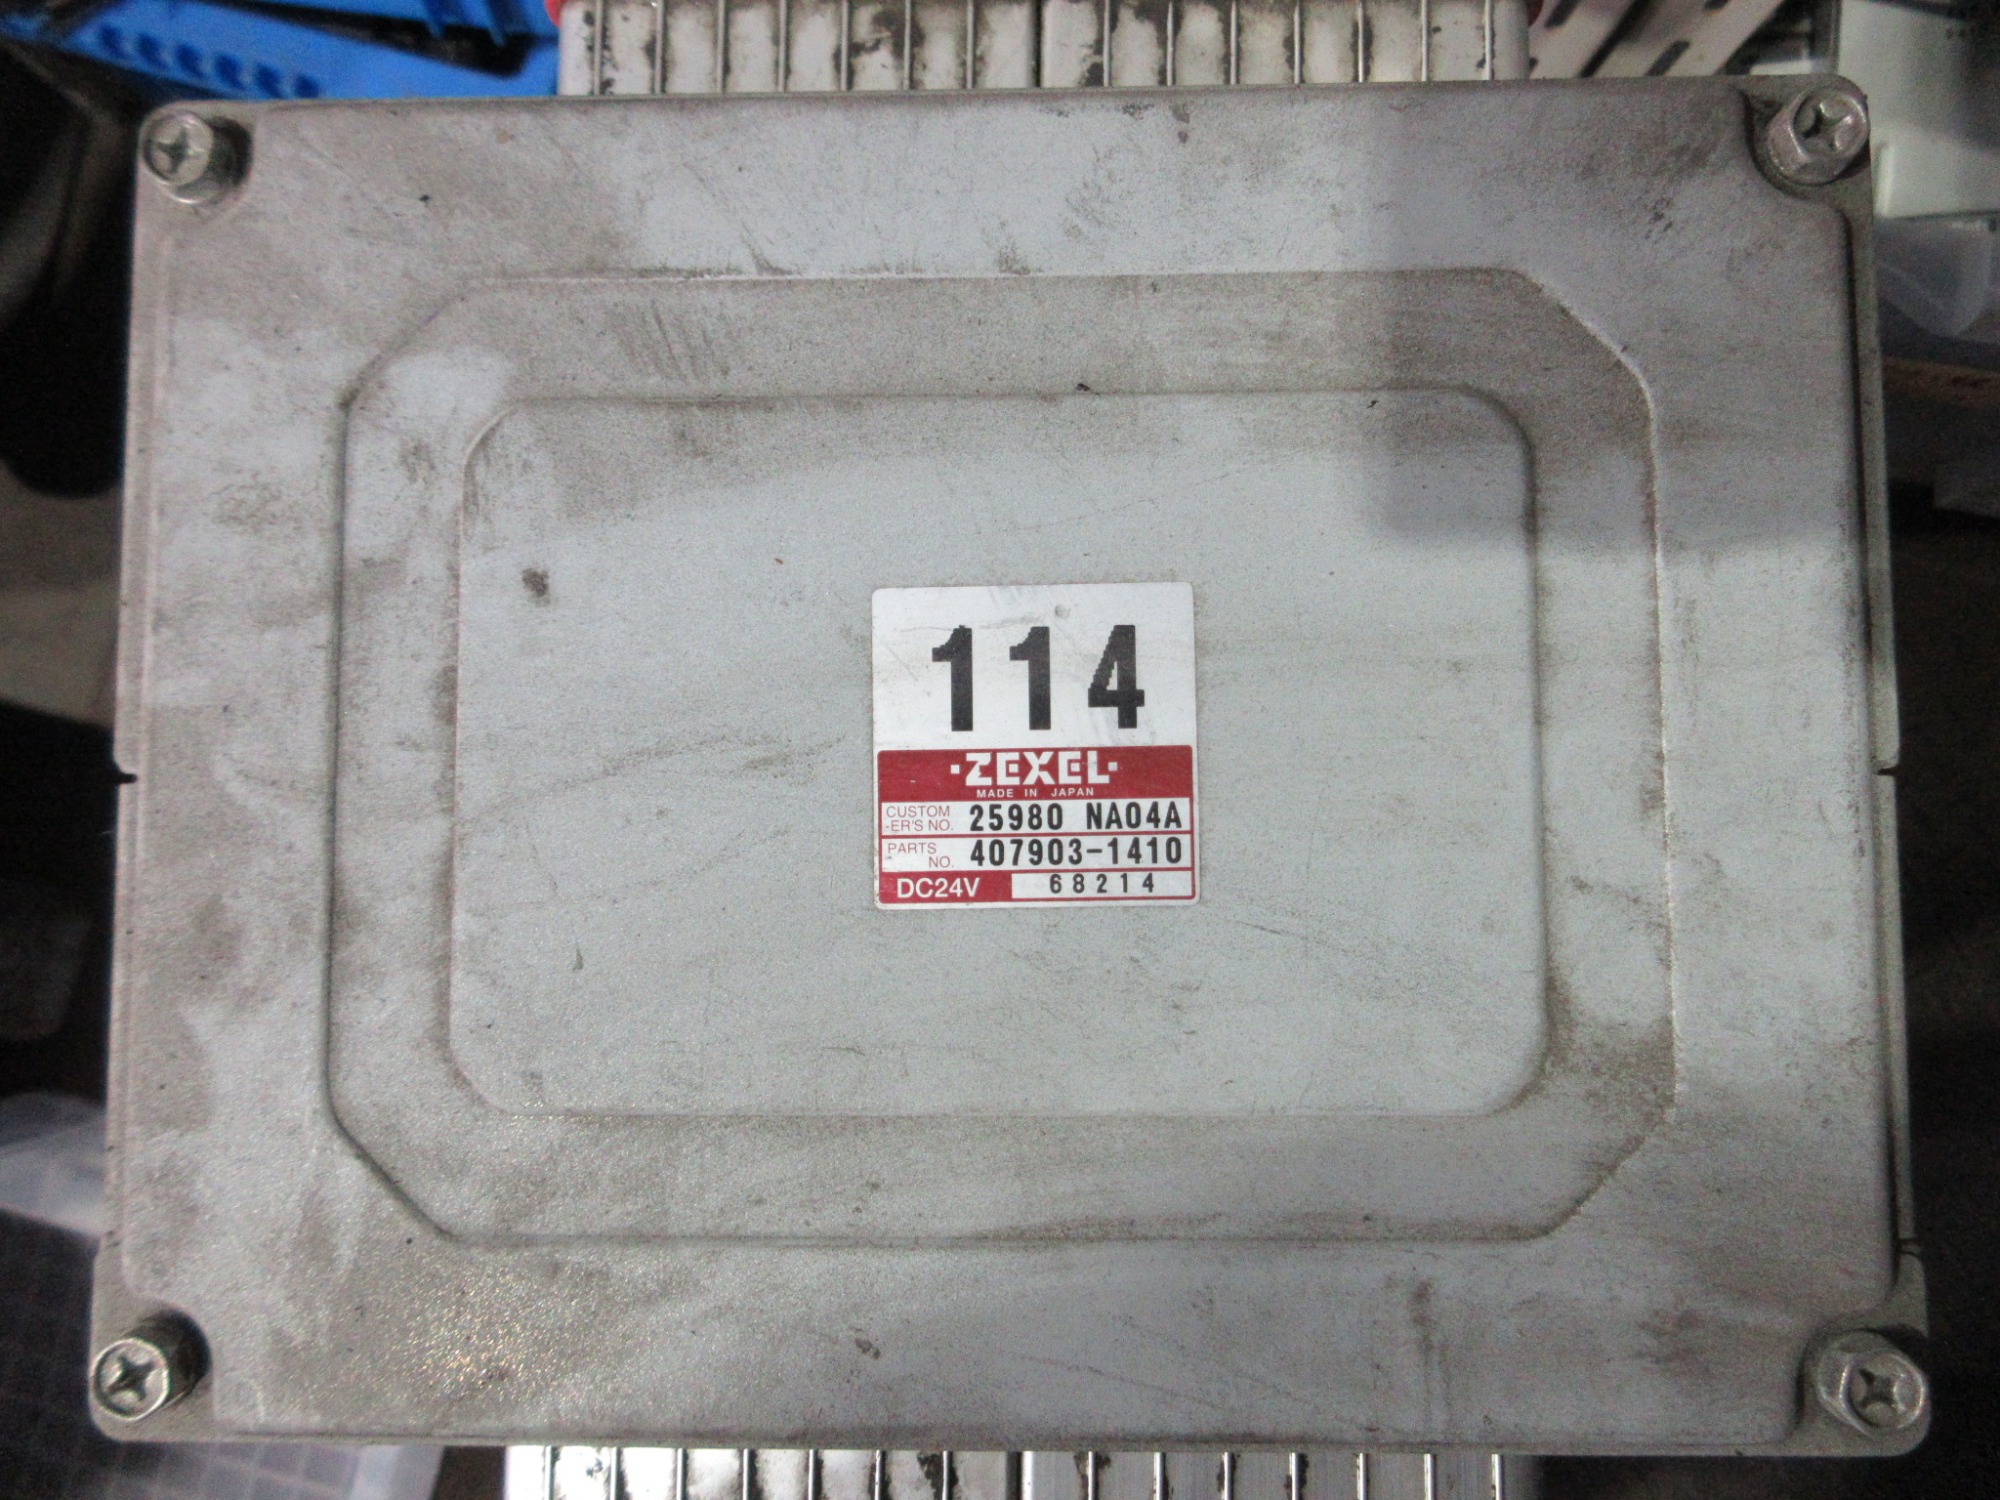 114
·ZEXEL·
MADE IN JAPAN
CUSTOM
-ER'S NO. 25980 NA04A
PARTS
NO. 407903-1410
DC24V 68214